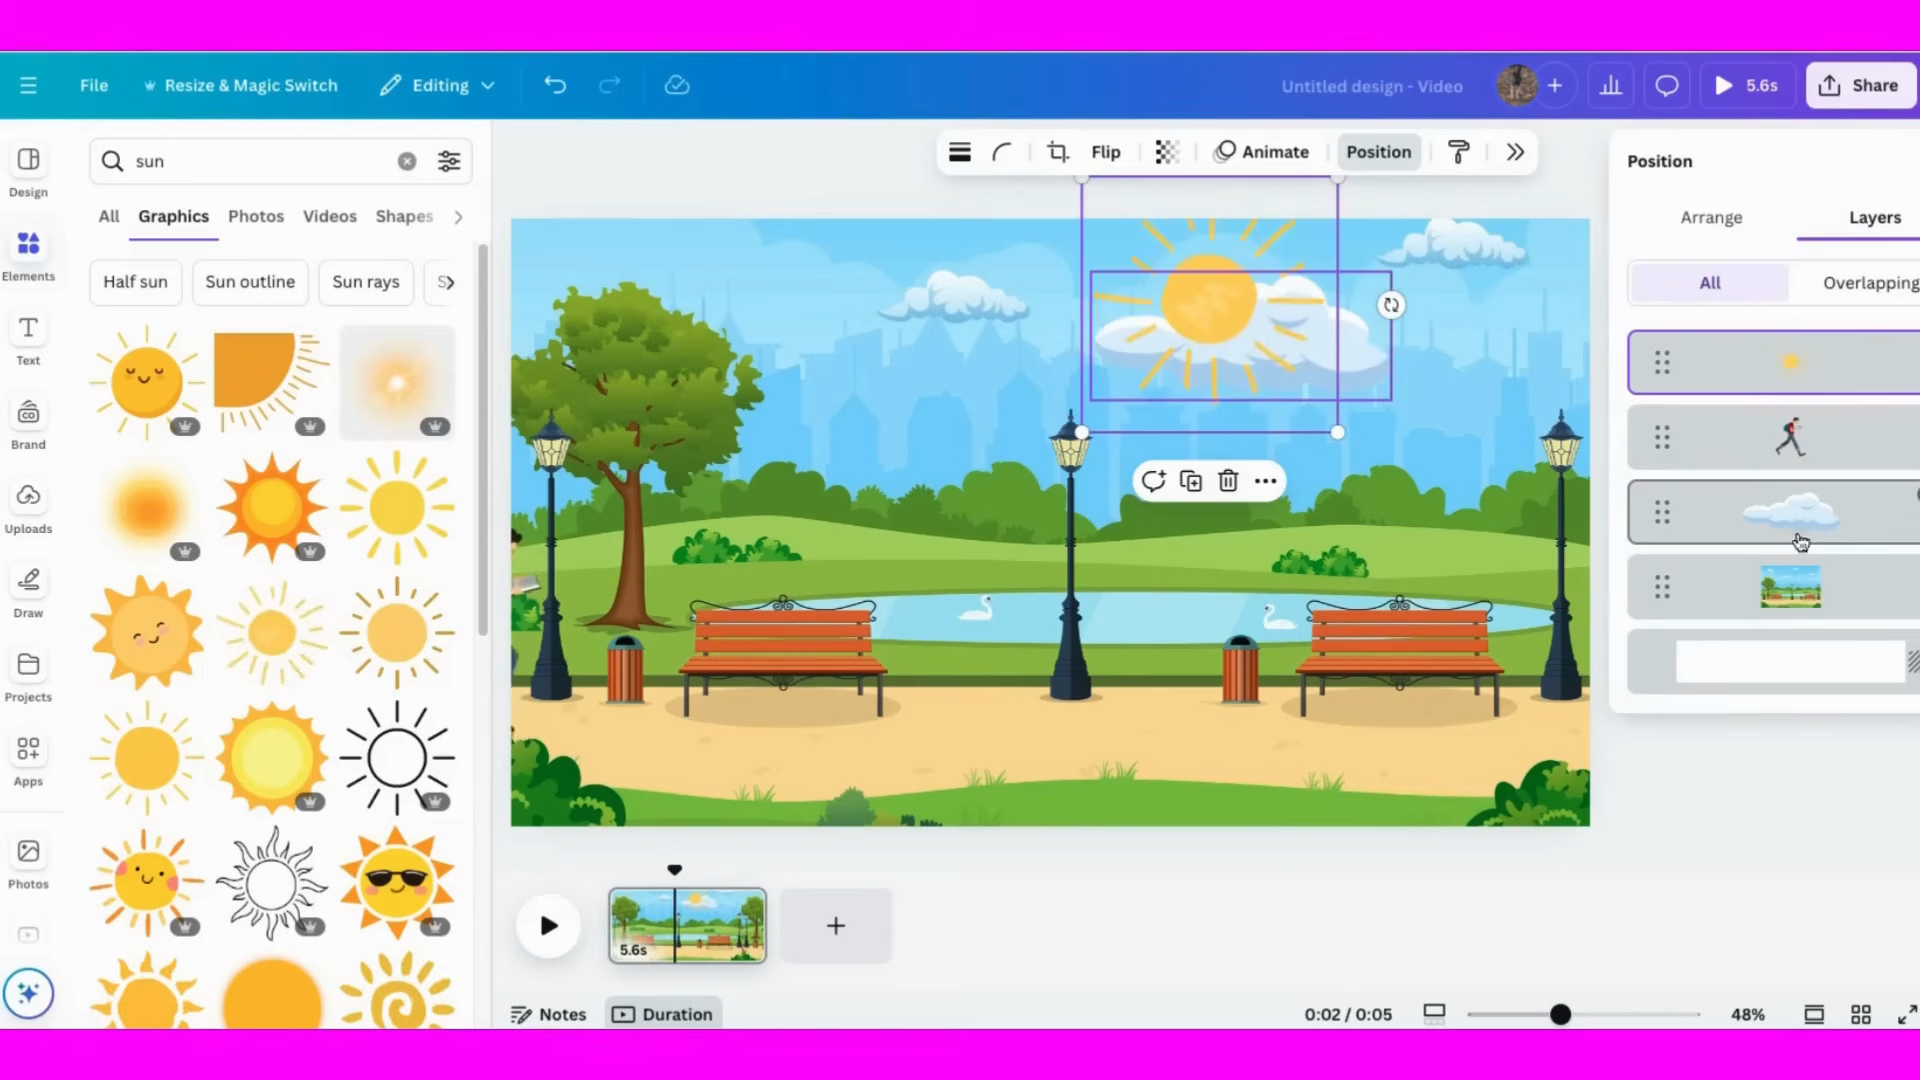 File
Resize & Magic Switch
Editing
Untitled design - Video
5.6s
Share
Design
Elements
Text
Brand
Uploads
Draw
Projects
Apps
Photos
sun
All
Graphics
Photos
Videos
Shapes
Half sun
Sun outline
Sun rays
S
Flip
Animate
Position
Position
Arrange
Layers
All
Overlapping
5.6s
Notes
Duration
0:02 / 0:05
48%